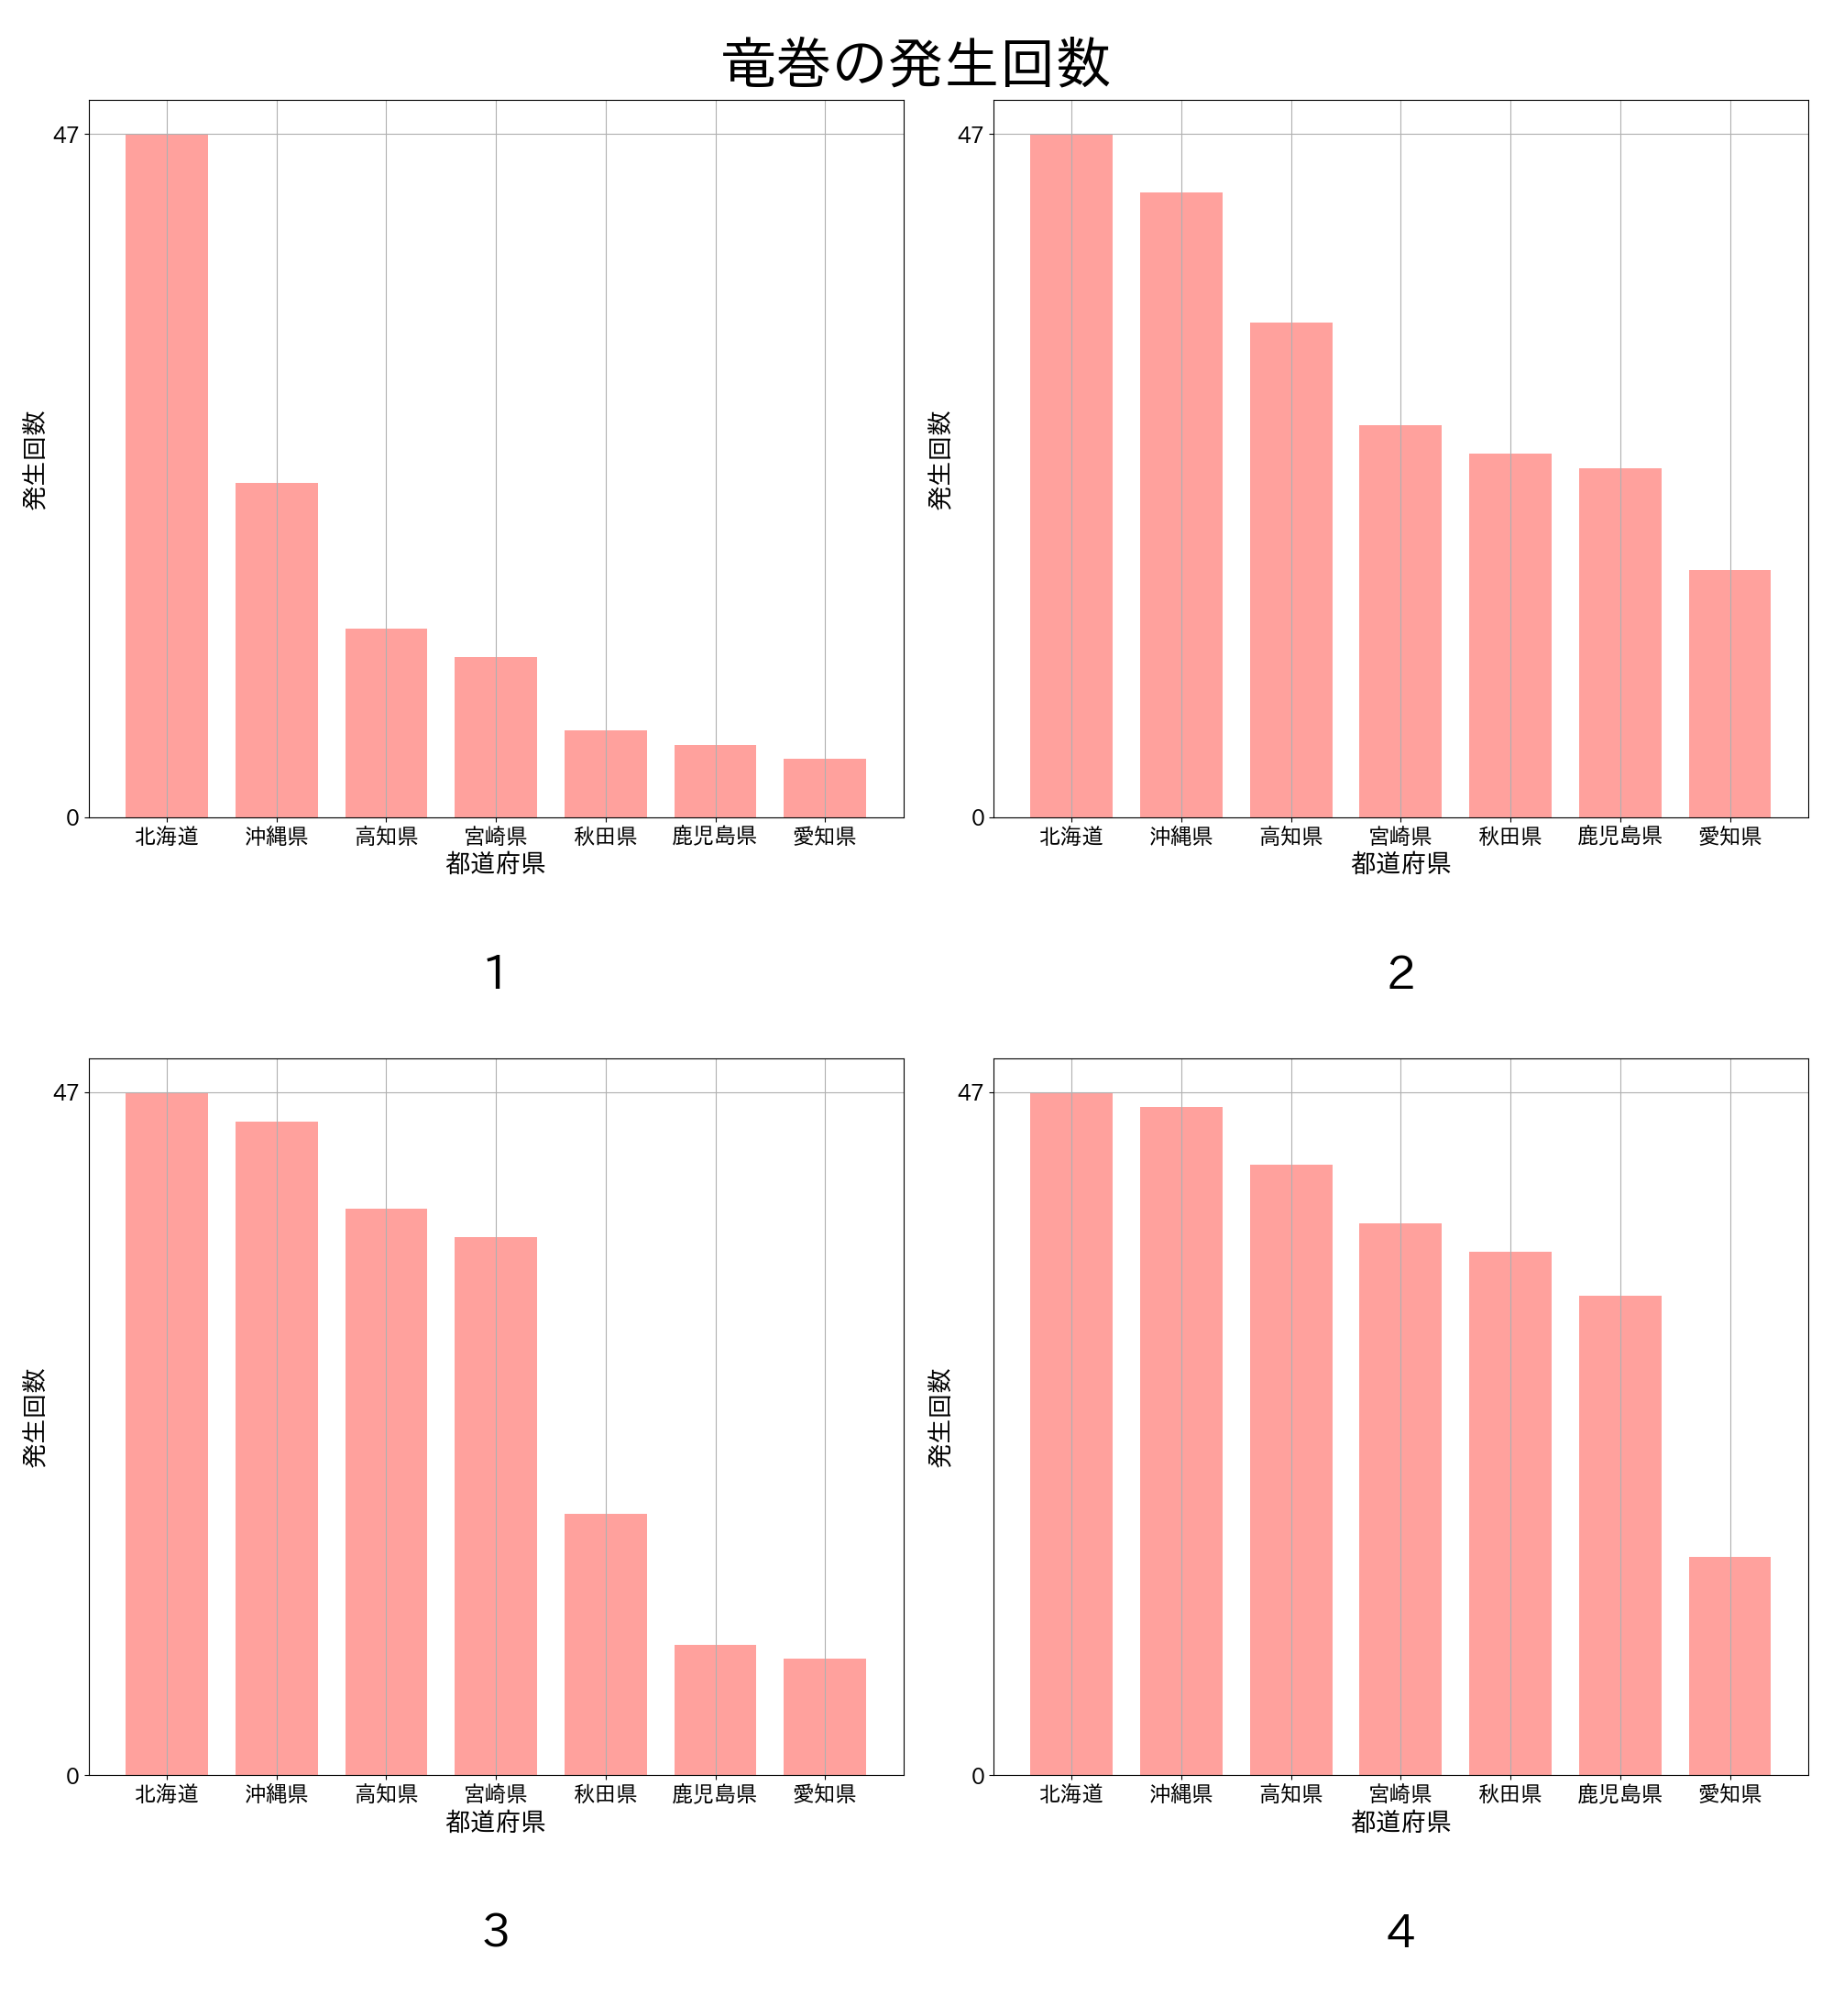 竜巻の発生回数
47
0
発生回数
北海道 沖縄県 高知県 宮崎県 秋田県 鹿児島県 愛知県
都道府県
1
47
0
発生回数
北海道 沖縄県 高知県 宮崎県 秋田県 鹿児島県 愛知県
都道府県
2
47
0
発生回数
北海道 沖縄県 高知県 宮崎県 秋田県 鹿児島県 愛知県
都道府県
3
47
0
発生回数
北海道 沖縄県 高知県 宮崎県 秋田県 鹿児島県 愛知県
都道府県
4